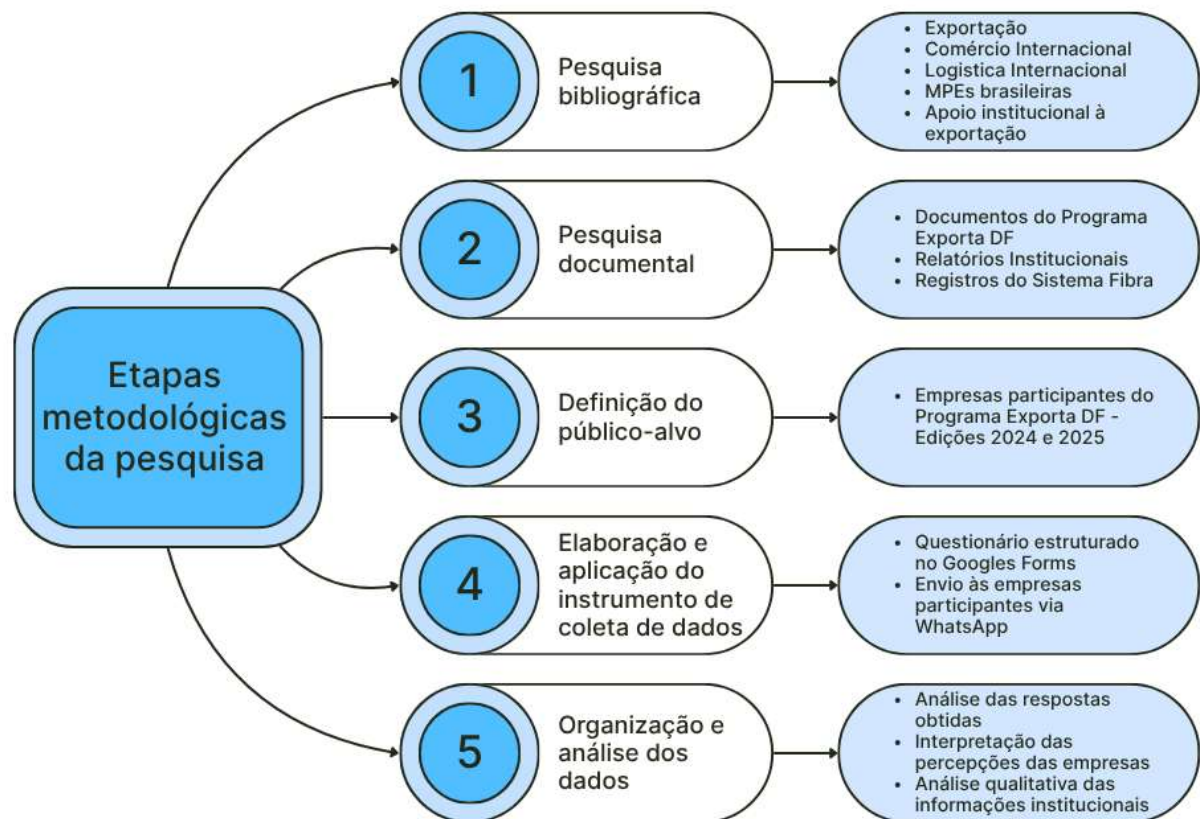 Etapas
metodológicas
da pesquisa
1
Pesquisa
bibliográfica
• Exportação
• Comércio Internacional
• Logistica Internacional
• MPEs brasileiras
• Apoio institucional à
exportação
2
Pesquisa
documental
• Documentos do Programa
Exporta DF
• Relatórios Institucionais
• Registros do Sistema Fibra
3
Definição do
público-alvo
• Empresas participantes do
Programa Exporta DF -
Edições 2024 e 2025
4
Elaboração e
aplicação do
instrumento de
coleta de dados
• Questionário estruturado
no Googles Forms
• Envio às empresas
participantes via
WhatsApp
5
Organização e
análise dos
dados
• Análise das respostas
obtidas
• Interpretação das
percepções das empresas
• Análise qualitativa das
informações institucionais